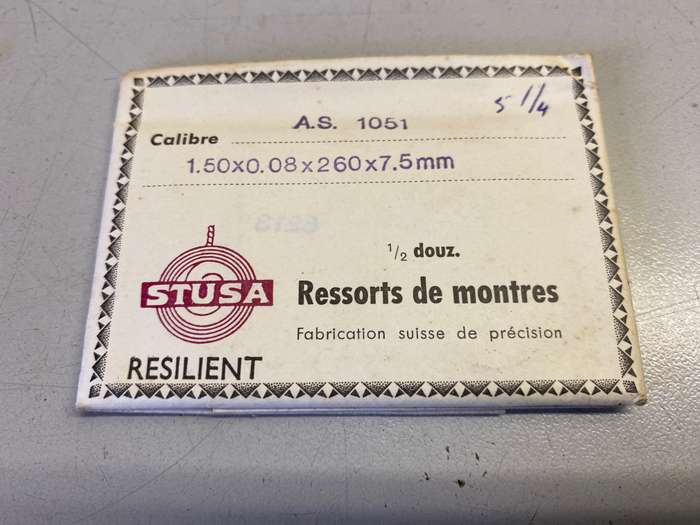 5 1/4
A.S. 1051
Calibre
1.50x0.08x260x7.5mm
1/2 douz.
STUSA
Ressorts de montres
Fabrication suisse de précision
RESILIENT